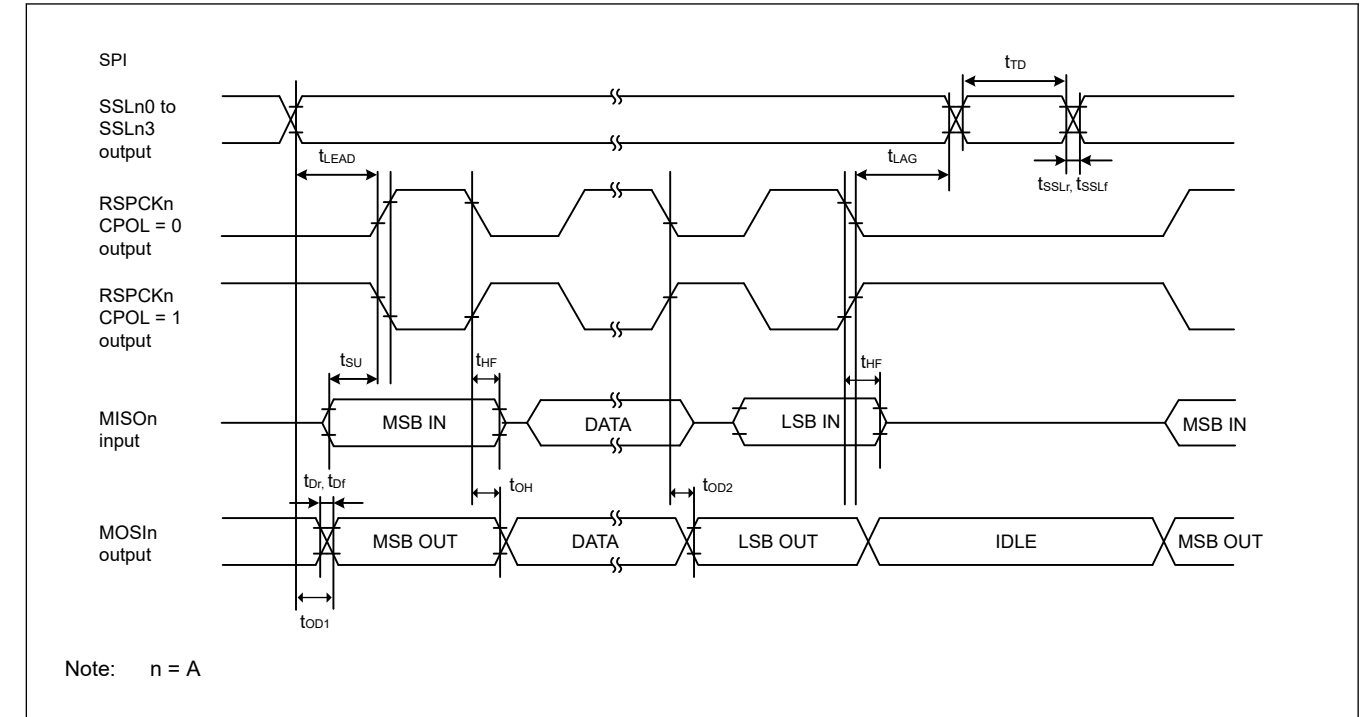 SPI
tTD
SSLn0 to
SSLn3
output
tLEAD
tLAG
tSSLr, tSSLf
RSPCKn
CPOL = 0
output
RSPCKn
CPOL = 1
output
tSU
tHF
tHF
MISOn
input
MSB IN
DATA
LSB IN
MSB IN
tDr, tDf
tOH
tOD2
MOSIn
output
MSB OUT
DATA
LSB OUT
IDLE
MSB OUT
tOD1
Note: n = A